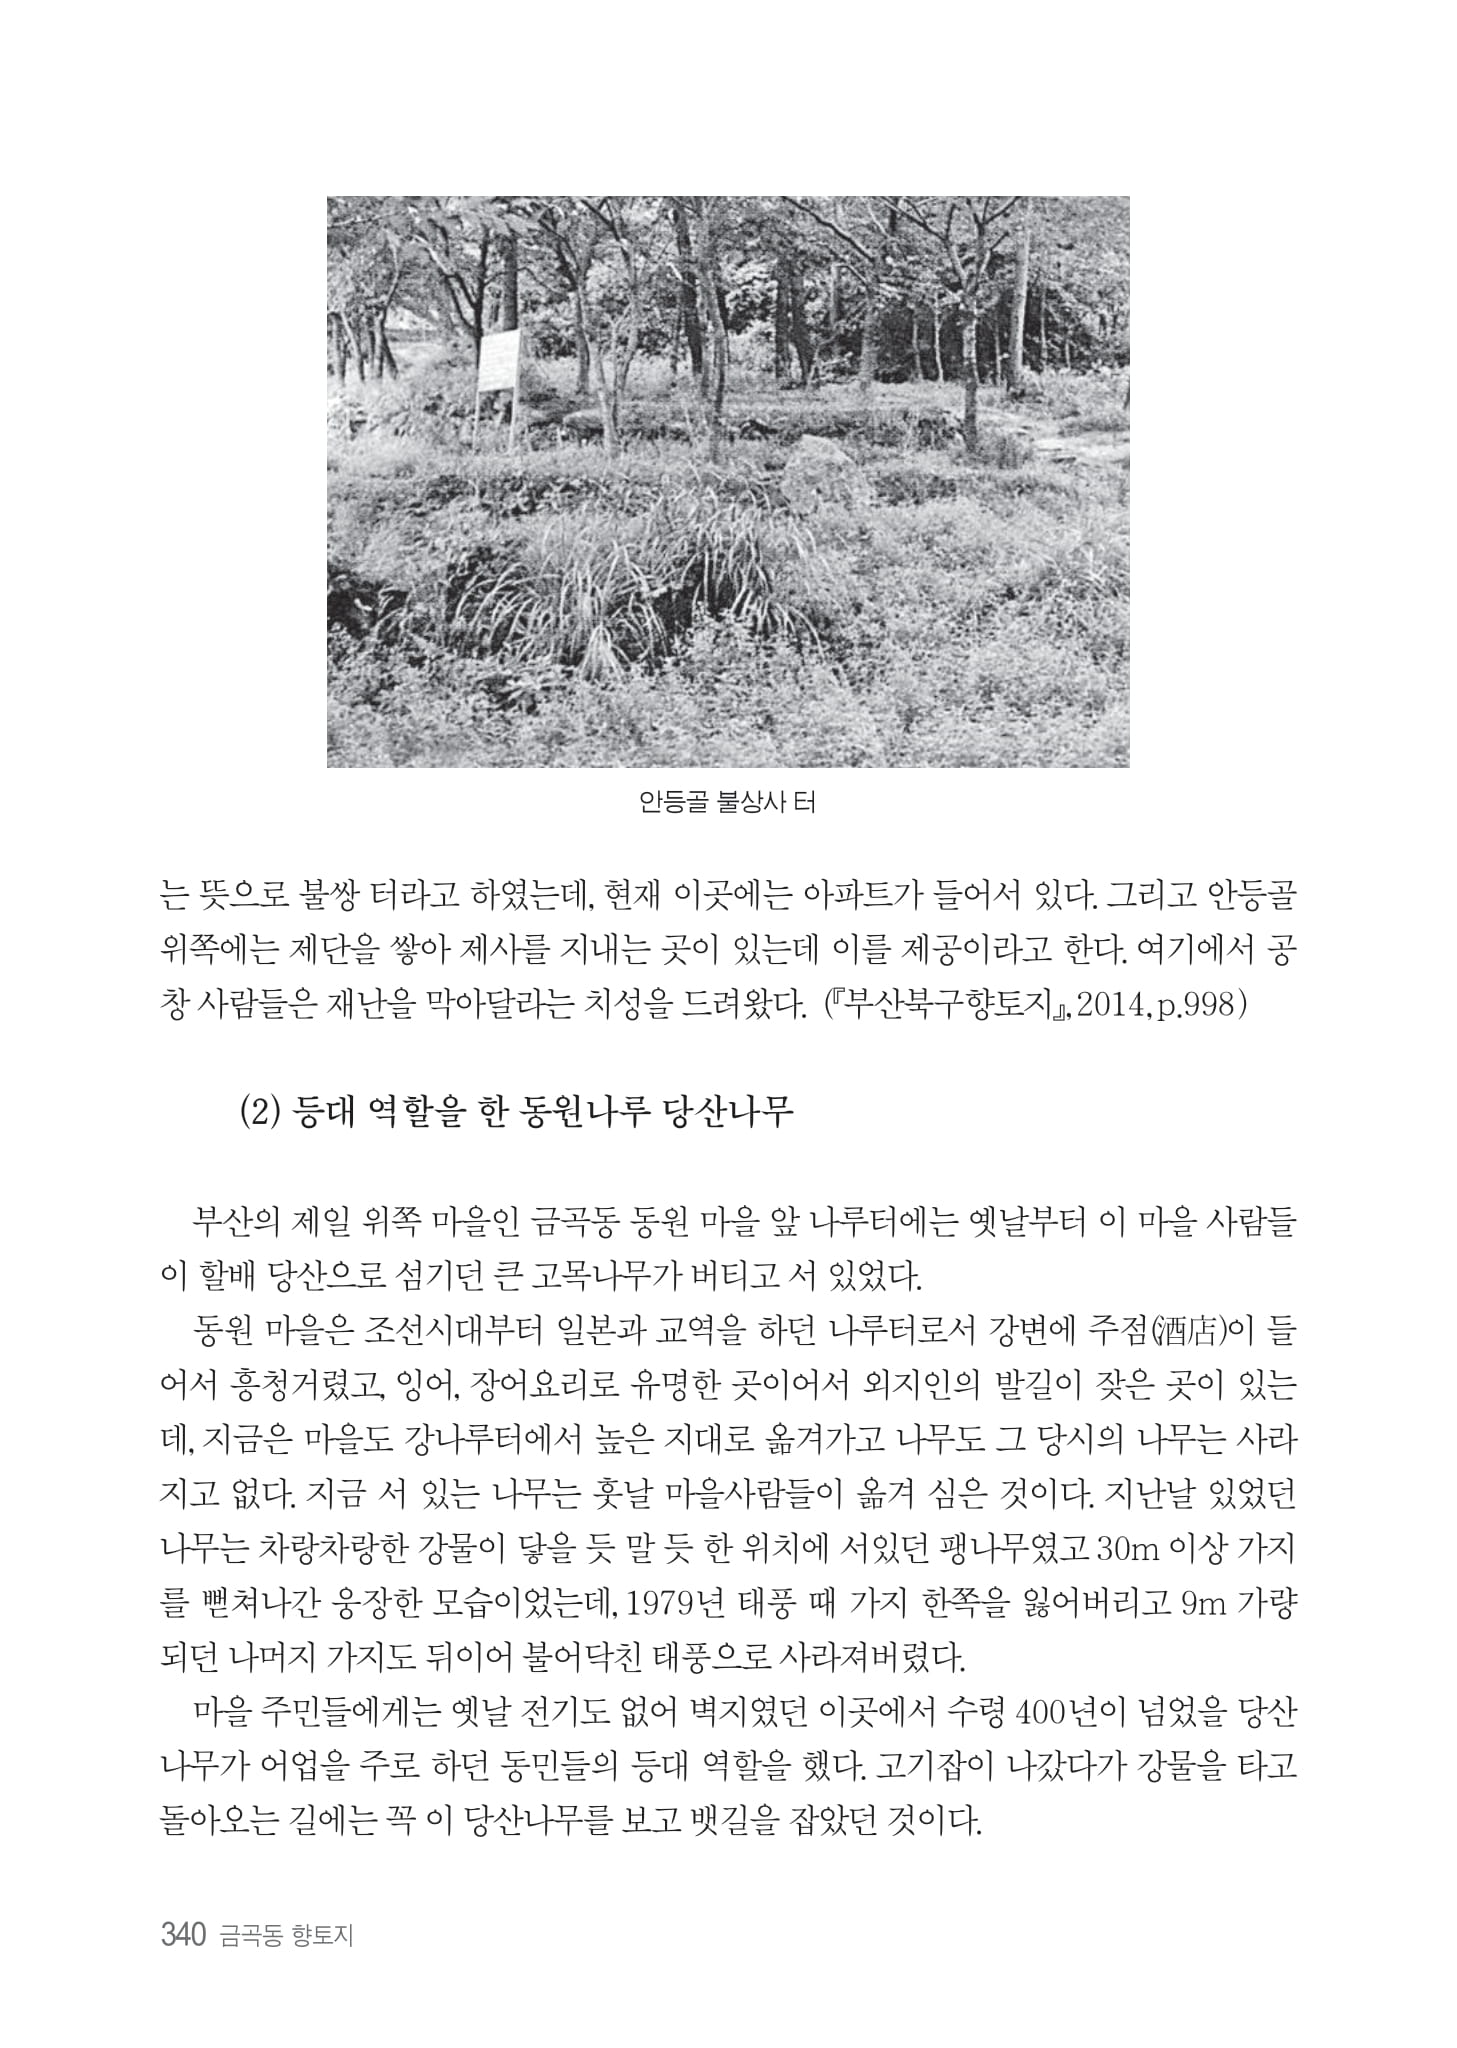 안등골 불상사 터
는 뜻으로 불쌍 터라고 하였는데, 현재 이곳에는 아파트가 들어서 있다. 그리고 안등골
위쪽에는 제단을 쌓아 제사를 지내는 곳이 있는데 이를 제공이라고 한다. 여기에서 공
창 사람들은 재난을 막아달라는 치성을 드려왔다. (『부산북구향토지』, 2014, p.998)
(2) 등대 역할을 한 동원나루 당산나무
부산의 제일 위쪽 마을인 금곡동 동원 마을 앞 나루터에는 옛날부터 이 마을 사람들
이 할배 당산으로 섬기던 큰 고목나무가 버티고 서 있었다.
동원 마을은 조선시대부터 일본과 교역을 하던 나루터로서 강변에 주점(酒店)이 들
어서 흥청거렸고, 잉어, 장어요리로 유명한 곳이어서 외지인의 발길이 잦은 곳이 있는
데, 지금은 마을도 강나루터에서 높은 지대로 옮겨가고 나무도 그 당시의 나무는 사라
지고 없다. 지금 서 있는 나무는 훗날 마을사람들이 옮겨 심은 것이다. 지난날 있었던
나무는 차랑차랑한 강물이 닿을 듯 말 듯 한 위치에 서있던 팽나무였고 30m 이상 가지
를 뻗쳐나간 웅장한 모습이었는데, 1979년 태풍 때 가지 한쪽을 잃어버리고 9m 가량
되던 나머지 가지도 뒤이어 불어닥친 태풍으로 사라져버렸다.
마을 주민들에게는 옛날 전기도 없어 벽지였던 이곳에서 수령 400년이 넘었을 당산
나무가 어업을 주로 하던 동민들의 등대 역할을 했다. 고기잡이 나갔다가 강물을 타고
돌아오는 길에는 꼭 이 당산나무를 보고 뱃길을 잡았던 것이다.
340 금곡동 향토지